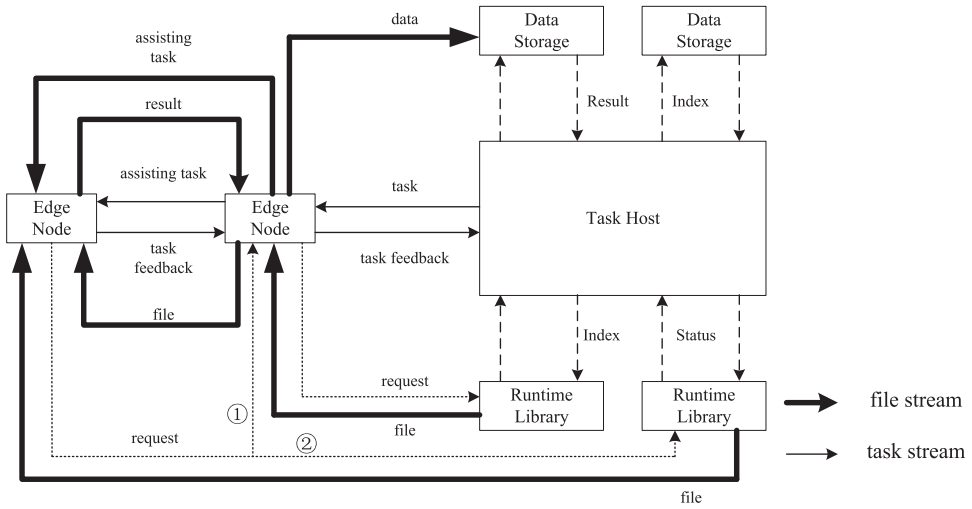 data
Data
Storage
Data
Storage
assisting
task
result
Result
Index
assisting task
task
Edge
Node
Edge
Node
Task Host
task
feedback
task feedback
file
Index
Status
request
Runtime
Library
Runtime
Library
file stream
①
file
request
②
task stream
file